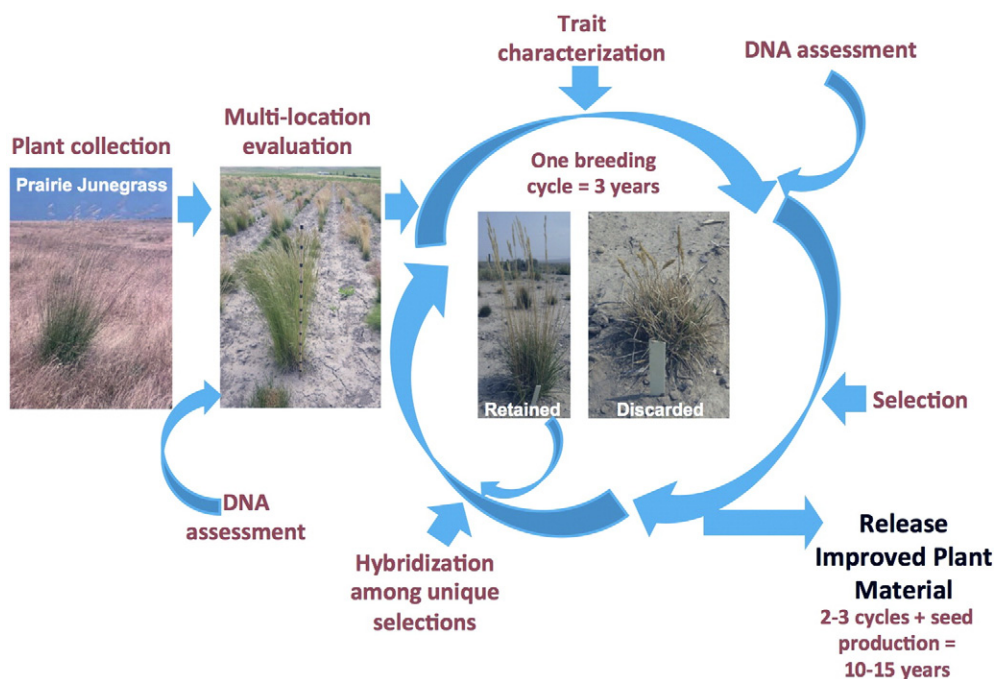 Plant collection
Prairie Junegrass
Multi-location
evaluation
DNA
assessment
Trait
characterization
DNA assessment
One breeding
cycle = 3 years
Retained
Discarded
Selection
Hybridization
among unique
selections
Release
Improved Plant
Material
2-3 cycles + seed
production =
10-15 years